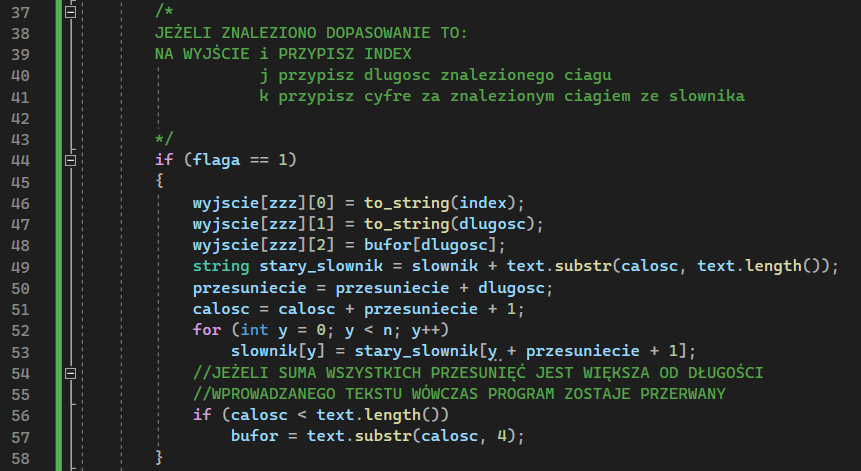 37 /*
38 JEŻELI ZNALEZIONO DOPASOWANIE TO:
39 NA WYJŚCIE i PRZYPISZ INDEX
40 j przypisz dlugosc znalezionego ciagu
41 k przypisz cyfre za znalezionym ciagiem ze slownika
42
43 */
44 if (flaga == 1)
45 {
46 wyjscie[zzz][0] = to_string(index);
47 wyjscie[zzz][1] = to_string(dlugosc);
48 wyjscie[zzz][2] = bufor[dlugosc];
49 string stary_slownik = slownik + text.substr(calosc, text.length());
50 przesuniecie = przesuniecie + dlugosc;
51 calosc = calosc + przesuniecie + 1;
52 for (int y = 0; y < n; y++)
53 slownik[y] = stary_slownik[y + przesuniecie + 1];
54 //JEŻELI SUMA WSZYSTKICH PRZESUNIĘĆ JEST WIĘKSZA OD DŁUGOŚCI
55 //WPROWADZANEGO TEKSTU WÓWCZAS PROGRAM ZOSTAJE PRZERWANY
56 if (calosc < text.length())
57 bufor = text.substr(calosc, 4);
58 }